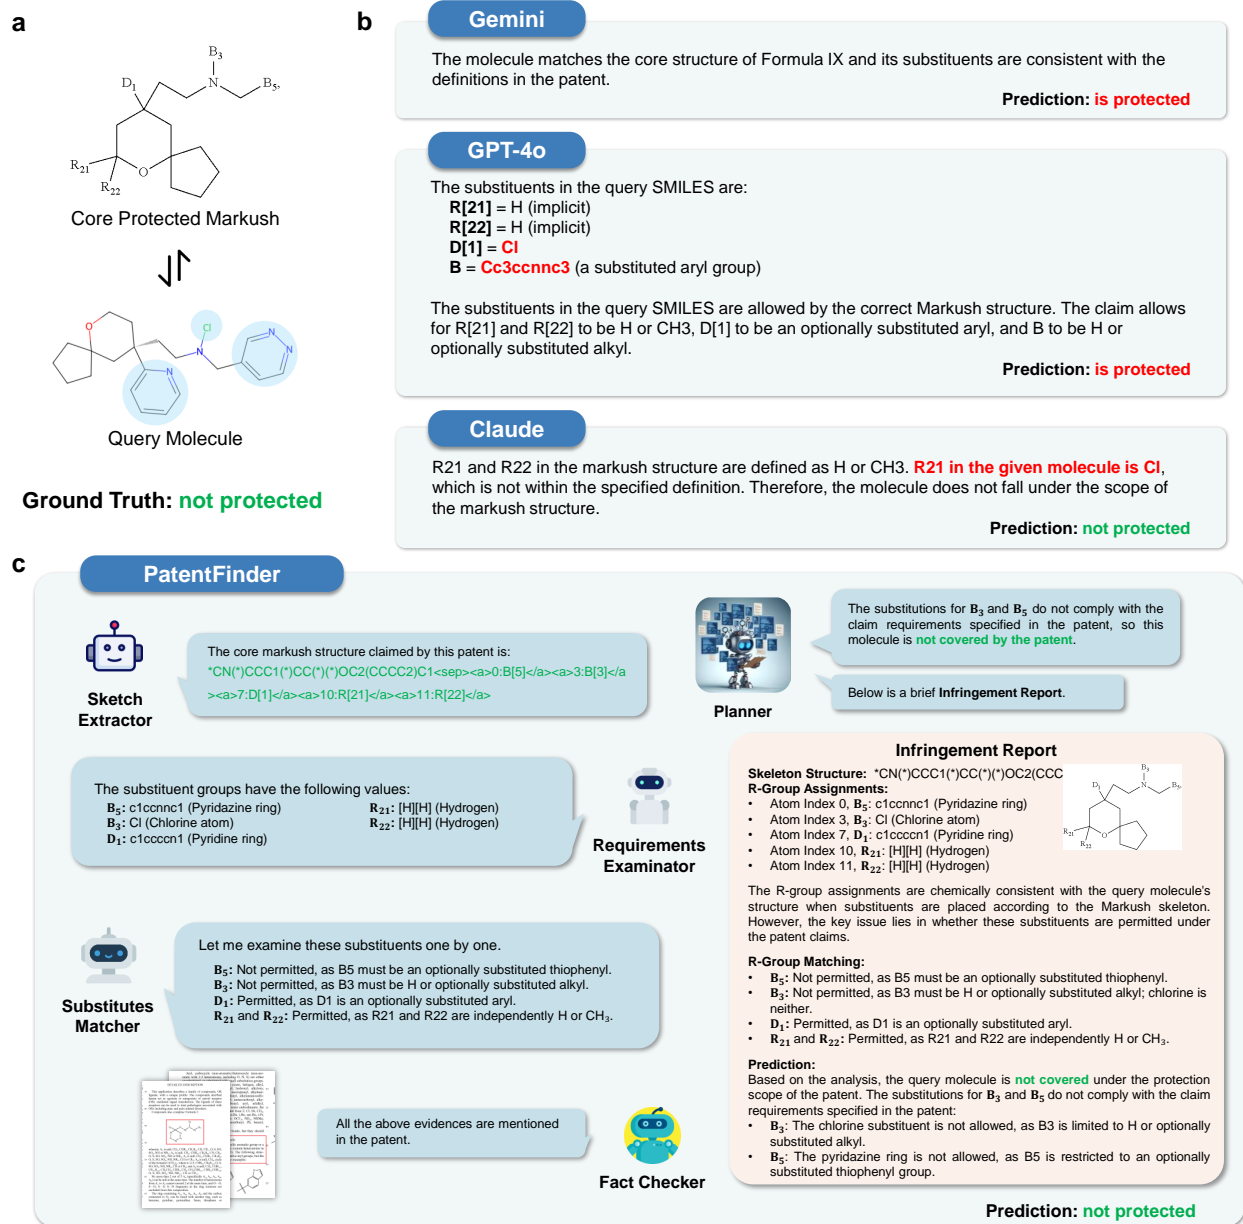 a
B3
D1
N
B5,
R21
R22
O
Core Protected Markush
O
Cl
N
N
N
N
Query Molecule
Ground Truth: not protected
b
Gemini
The molecule matches the core structure of Formula IX and its substituents are consistent with the
definitions in the patent.
Prediction: is protected
GPT-4o
The substituents in the query SMILES are:
R[21] = H (implicit)
R[22] = H (implicit)
D[1] = Cl
B = Cc3ccnnc3 (a substituted aryl group)
The substituents in the query SMILES are allowed by the correct Markush structure. The claim allows
for R[21] and R[22] to be H or CH3, D[1] to be an optionally substituted aryl, and B to be H or
optionally substituted alkyl.
Prediction: is protected
Claude
R21 and R22 in the markush structure are defined as H or CH3. R21 in the given molecule is Cl,
which is not within the specified definition. Therefore, the molecule does not fall under the scope of
the markush structure.
Prediction: not protected
c
PatentFinder
Sketch
Extractor
The core markush structure claimed by this patent is:
*CN(*)CCC1(*)CC(*)(*)OC2(CCCC2)C1<sep><a>0:B[5]</a><a>3:B[3]</a
><a>7:D[1]</a><a>10:R[21]</a><a>11:R[22]</a>
Planner
The substitutions for B3 and B5 do not comply with the
claim requirements specified in the patent, so this
molecule is not covered by the patent.
Below is a brief Infringement Report.
The substituent groups have the following values:
B5: c1ccnnc1 (Pyridazine ring)
B3: Cl (Chlorine atom)
D1: c1ccccn1 (Pyridine ring)
R21: [H][H] (Hydrogen)
R22: [H][H] (Hydrogen)
Requirements
Examinator
Substitutes
Matcher
Let me examine these substituents one by one.
B5: Not permitted, as B5 must be an optionally substituted thiophenyl.
B3: Not permitted, as B3 must be H or optionally substituted alkyl.
D1: Permitted, as D1 is an optionally substituted aryl.
R21 and R22: Permitted, as R21 and R22 are independently H or CH3.
All the above evidences are mentioned
in the patent.
Fact Checker
Infringement Report
Skeleton Structure: *CN(*)CCC1(*)CC(*)(*)OC2(CCC
R-Group Assignments:
• Atom Index 0, B5: c1ccnnc1 (Pyridazine ring)
• Atom Index 3, B3: Cl (Chlorine atom)
• Atom Index 7, D1: c1ccccn1 (Pyridine ring)
• Atom Index 10, R21: [H][H] (Hydrogen)
• Atom Index 11, R22: [H][H] (Hydrogen)
B3
D1
N
B5,
R21
R22
O
The R-group assignments are chemically consistent with the query molecule's
structure when substituents are placed according to the Markush skeleton.
However, the key issue lies in whether these substituents are permitted under
the patent claims.
R-Group Matching:
• B5: Not permitted, as B5 must be an optionally substituted thiophenyl.
• B3: Not permitted, as B3 must be H or optionally substituted alkyl; chlorine is
neither.
• D1: Permitted, as D1 is an optionally substituted aryl.
• R21 and R22: Permitted, as R21 and R22 are independently H or CH3.
Prediction:
Based on the analysis, the query molecule is not covered under the protection
scope of the patent. The substitutions for B3 and B5 do not comply with the claim
requirements specified in the patent:
• B3: The chlorine substituent is not allowed, as B3 is limited to H or optionally
substituted alkyl.
• B5: The pyridazine ring is not allowed, as B5 is restricted to an optionally
substituted thiophenyl group.
Prediction: not protected